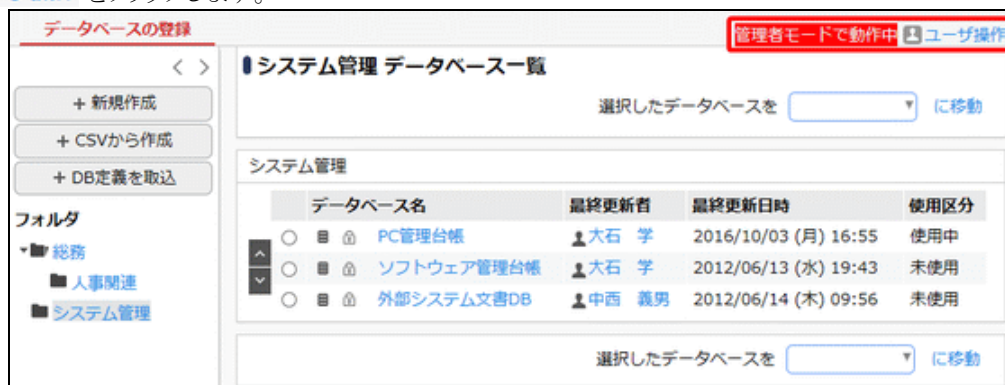 データベースの登録
管理者モードで動作中 ユーザ操作
システム管理 データベース一覧
+ 新規作成
+ CSVから作成
+ DB定義を取込
選択したデータベースを に移動
システム管理
データベース名 最終更新者 最終更新日時 使用区分
PC管理台帳 大石 学 2016/10/03 (月) 16:55 使用中
ソフトウェア管理台帳 大石 学 2012/06/13 (水) 19:43 未使用
外部システム文書DB 中西 義男 2012/06/14 (木) 09:56 未使用
フォルダ
総務
人事関連
システム管理
選択したデータベースを に移動